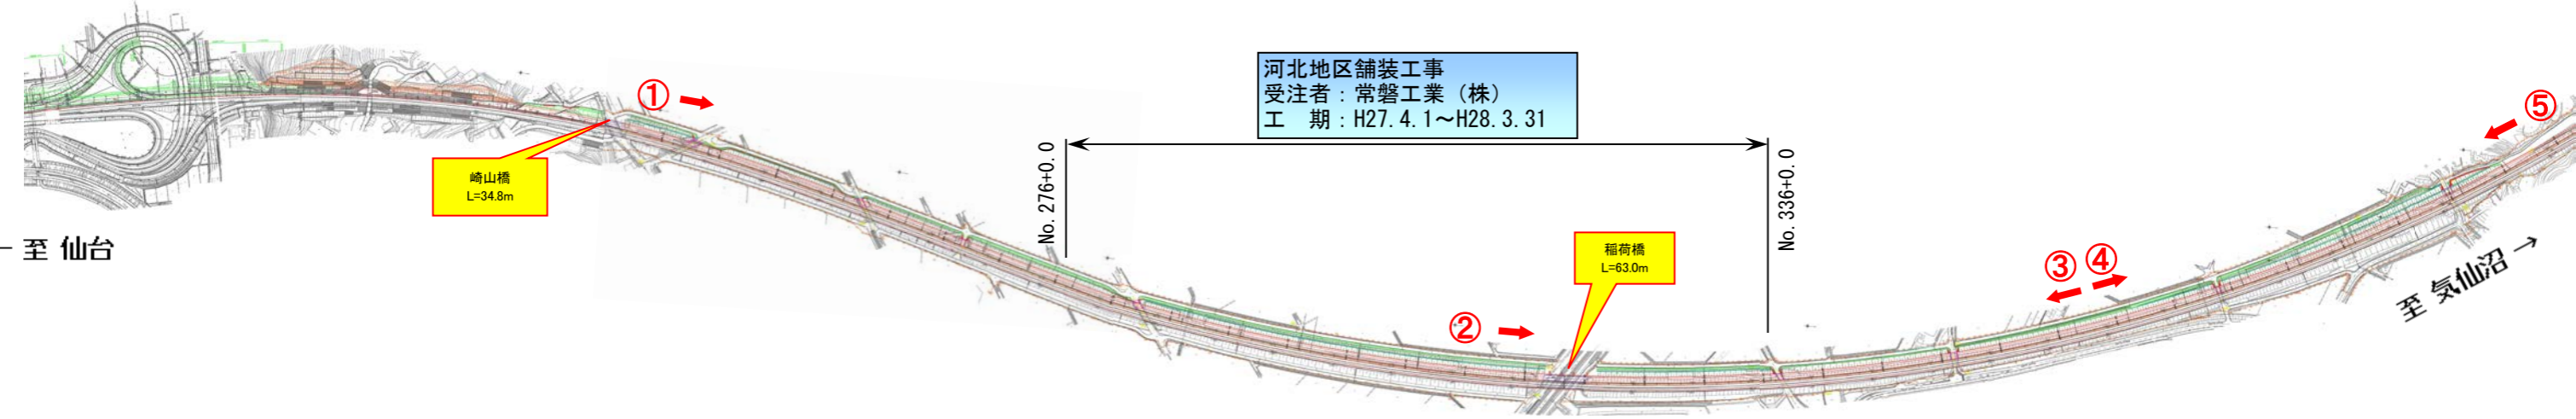 河北地区舗装工事
受注者：常磐工業（株）
工　期：H27.4.1～H28.3.31
①
⑤
崎山橋
L=34.8m
No.276+0.0
No.336+0.0
稲荷橋
L=63.0m
← 至 仙台
③ ④
②
至 気仙沼 →